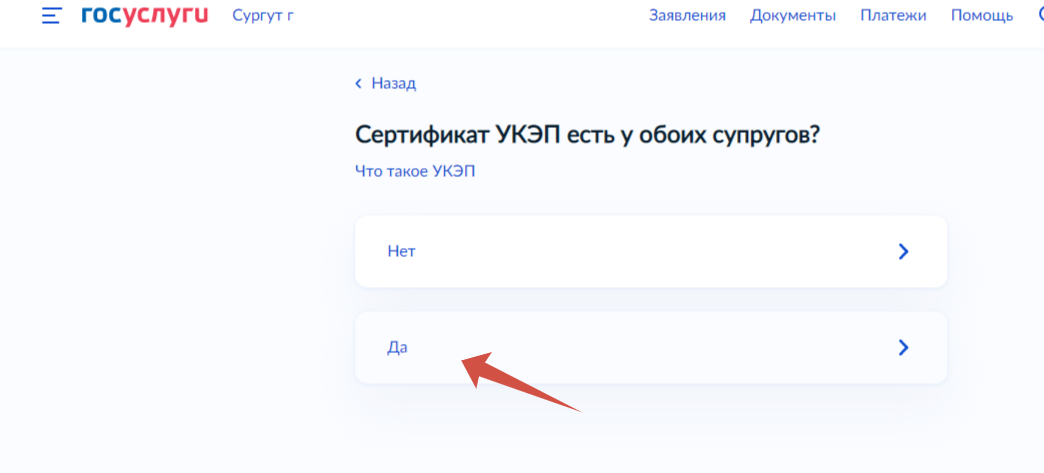 госуслуги Сургут г Заявления Документы Платежи Помощь
Назад
Сертификат УКЭП есть у обоих супругов?
Что такое УКЭП
Нет
Да